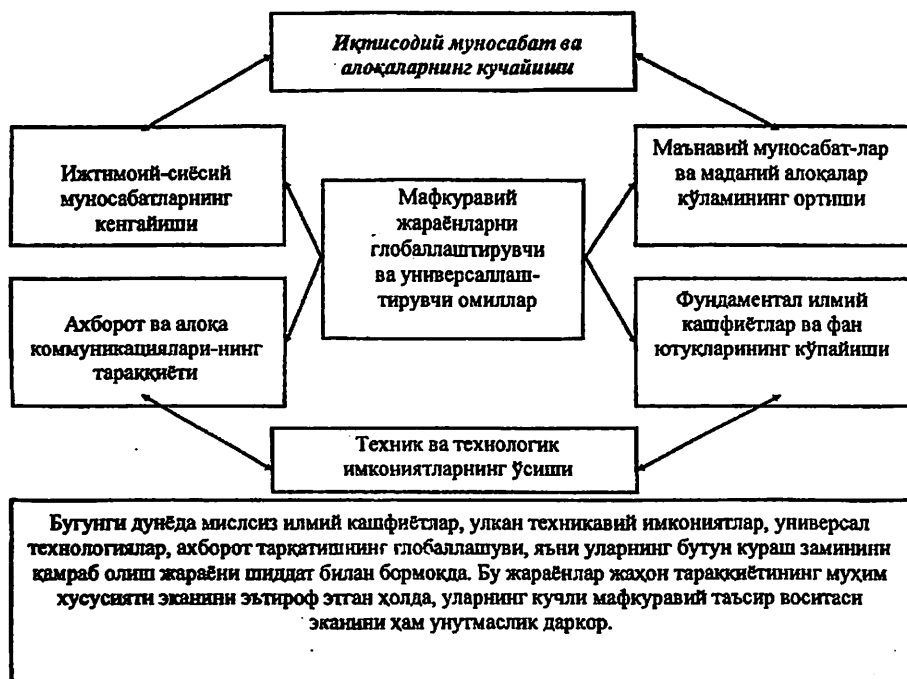 Иқтисодий муносабат ва
алоқаларнинг кучайиши
Ижтимоий-сиёсий
муносабатларнинг
кенгайиши
Мафкуравий
жараёнларни
глобаллаштирувчи
ва универсаллаш-
тирувчи омиллар
Маънавий муносабат-лар
ва маданий алоқалар
кўламининг ортиши
Ахборот ва алоқа
коммуникациялари-нинг
тараққиёти
Фундаментал илмий
кашфиётлар ва фан
ютуқларининг кўпайиши
Техник ва технологик
имкониятларнинг ўсиши
Бугунги дунёда мислсиз илмий кашфиётлар, улкан техникавий имкониятлар, универсал
технологиялар, ахборот тарқатишнинг глобаллашуви, яъни уларнинг бутун кураш заминини
қамраб олиш жараёни шиддат билан бормокда. Бу жараёнлар жаҳон тараққиётининг муҳим
хусусияти эканини эътироф этган ҳолда, уларнинг кучли мафкуравий таъсир воситаси
эканини ҳам унутмаслик даркор.